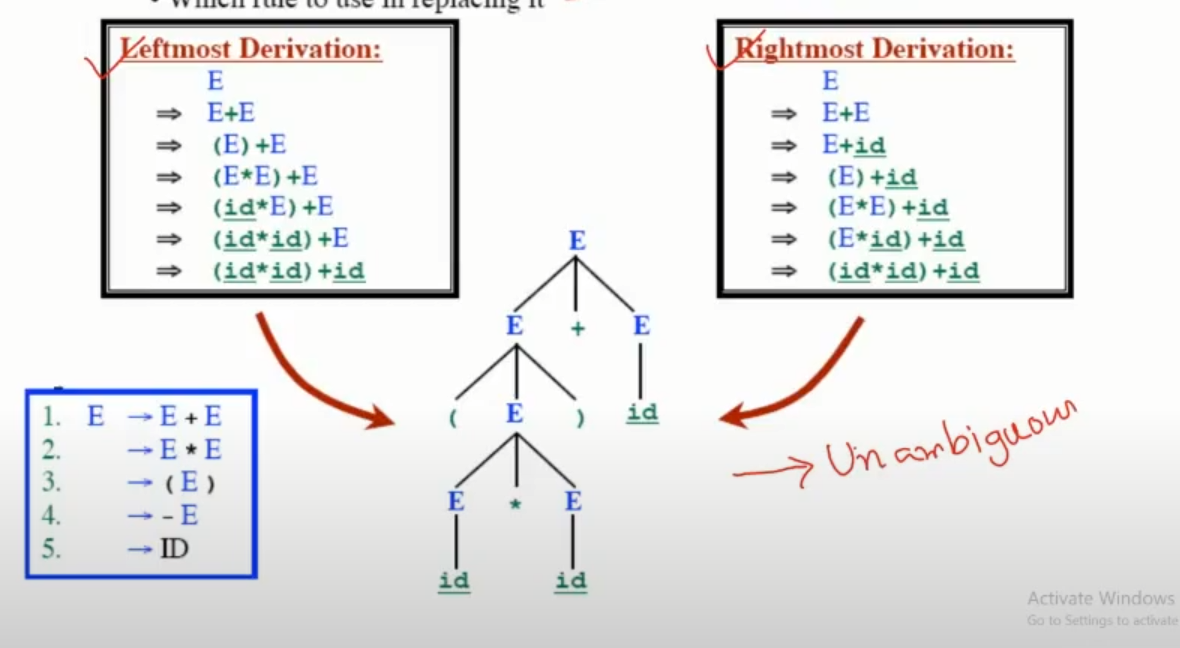 • Which rule to use in replacing it
Leftmost Derivation:
E
⇒ E+E
⇒ (E)+E
⇒ (E*E)+E
⇒ (id*E)+E
⇒ (id*id)+E
⇒ (id*id)+id
Rightmost Derivation:
E
⇒ E+E
⇒ E+id
⇒ (E)+id
⇒ (E*E)+id
⇒ (E*id)+id
⇒ (id*id)+id
E
E + E
( E ) id
E * E
id id
1. E → E + E
2. → E * E
3. → ( E )
4. → - E
5. → ID
→ Unambiguous
Activate Windows
Go to Settings to activate